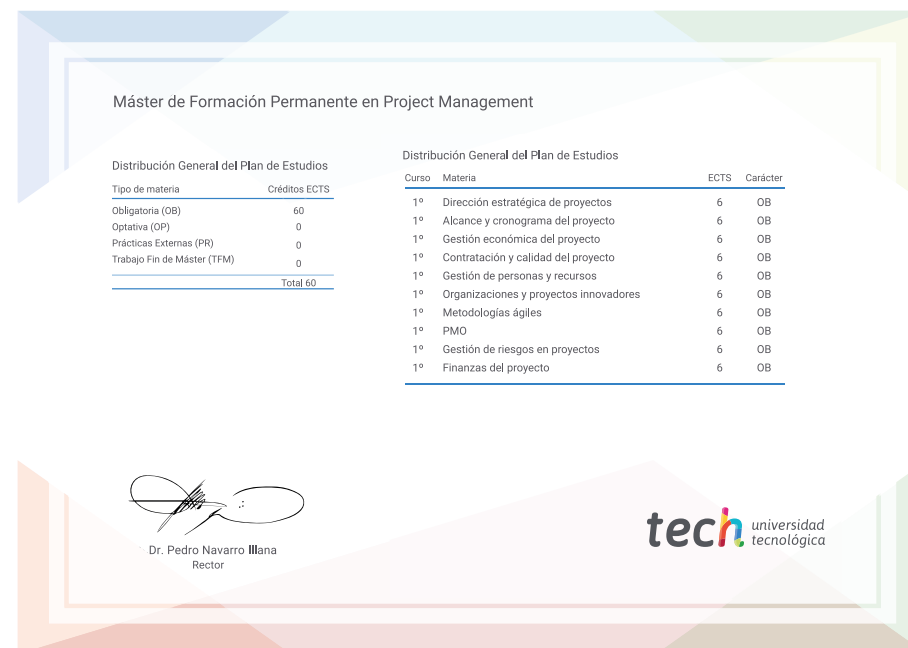 Máster de Formación Permanente en Project Management
Distribución General del Plan de Estudios
Tipo de materia Créditos ECTS
Obligatoria (OB) 60
Optativa (OP) 0
Prácticas Externas (PR) 0
Trabajo Fin de Máster (TFM) 0
Total 60
Distribución General del Plan de Estudios
Curso Materia ECTS Carácter
1º Dirección estratégica de proyectos 6 OB
1º Alcance y cronograma del proyecto 6 OB
1º Gestión económica del proyecto 6 OB
1º Contratación y calidad del proyecto 6 OB
1º Gestión de personas y recursos 6 OB
1º Organizaciones y proyectos innovadores 6 OB
1º Metodologías ágiles 6 OB
1º PMO 6 OB
1º Gestión de riesgos en proyectos 6 OB
1º Finanzas del proyecto 6 OB
Dr. Pedro Navarro Illana
Rector
tech universidad
tecnológica